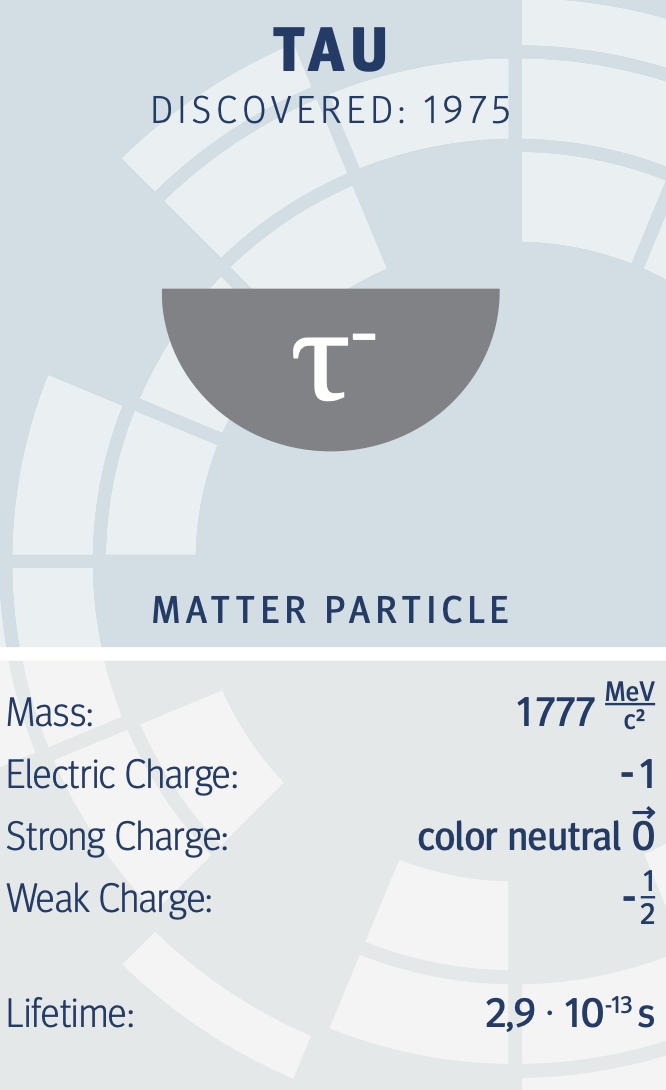 TAU
DISCOVERED: 1975
τ⁻
MATTER PARTICLE
Mass: 1777 MeV/c²
Electric Charge: -1
Strong Charge: color neutral 0⃗
Weak Charge: -1/2
Lifetime: 2,9 · 10⁻¹³ s